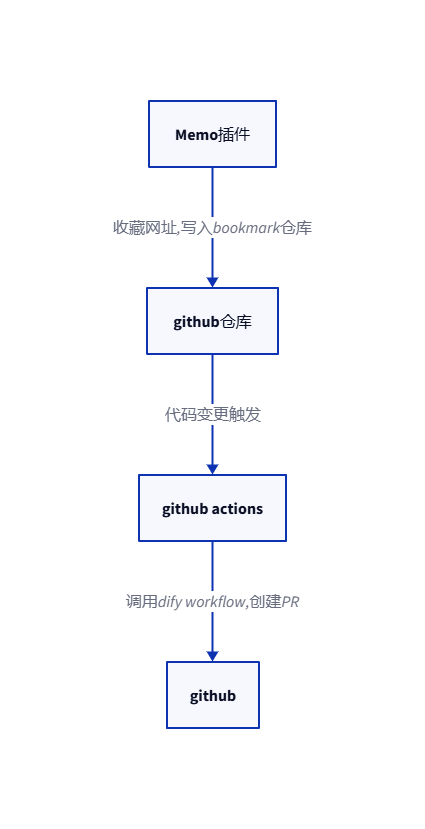 Memo插件
收藏网址,写入bookmark仓库
github仓库
代码变更触发
github actions
调用dify workflow,创建PR
github